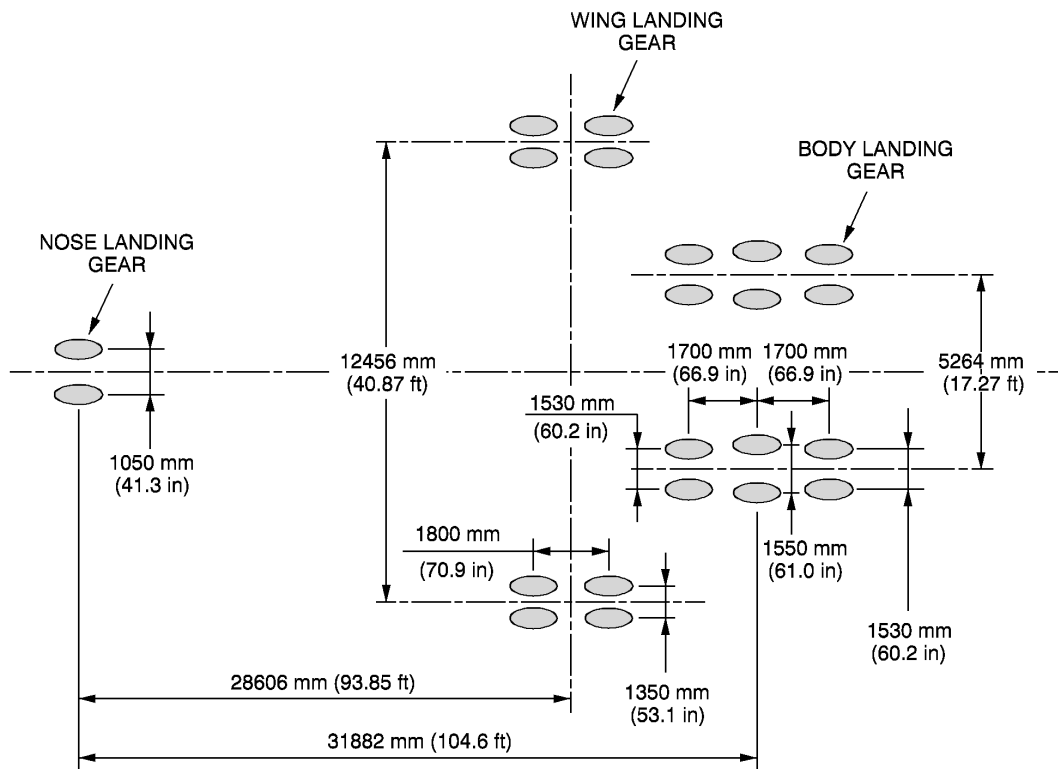 WING LANDING
GEAR
BODY LANDING
GEAR
NOSE LANDING
GEAR
12456 mm
(40.87 ft)
1700 mm
(66.9 in)
1700 mm
(66.9 in)
5264 mm
(17.27 ft)
1530 mm
(60.2 in)
1050 mm
(41.3 in)
1800 mm
(70.9 in)
1550 mm
(61.0 in)
1530 mm
(60.2 in)
28606 mm (93.85 ft)
1350 mm
(53.1 in)
31882 mm (104.6 ft)